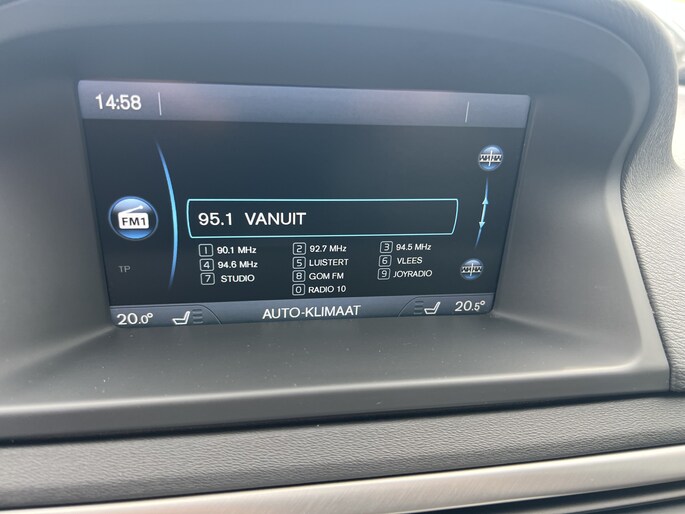 14:58
FM1
95.1 VANUIT
1 90.1 MHz 2 92.7 MHz 3 94.5 MHz
4 94.6 MHz 5 LUISTERT 6 VLEES
7 STUDIO 8 GOM FM 9 JOYRADIO
0 RADIO 10
TP
20.0° AUTO-KLIMAAT 20.5°